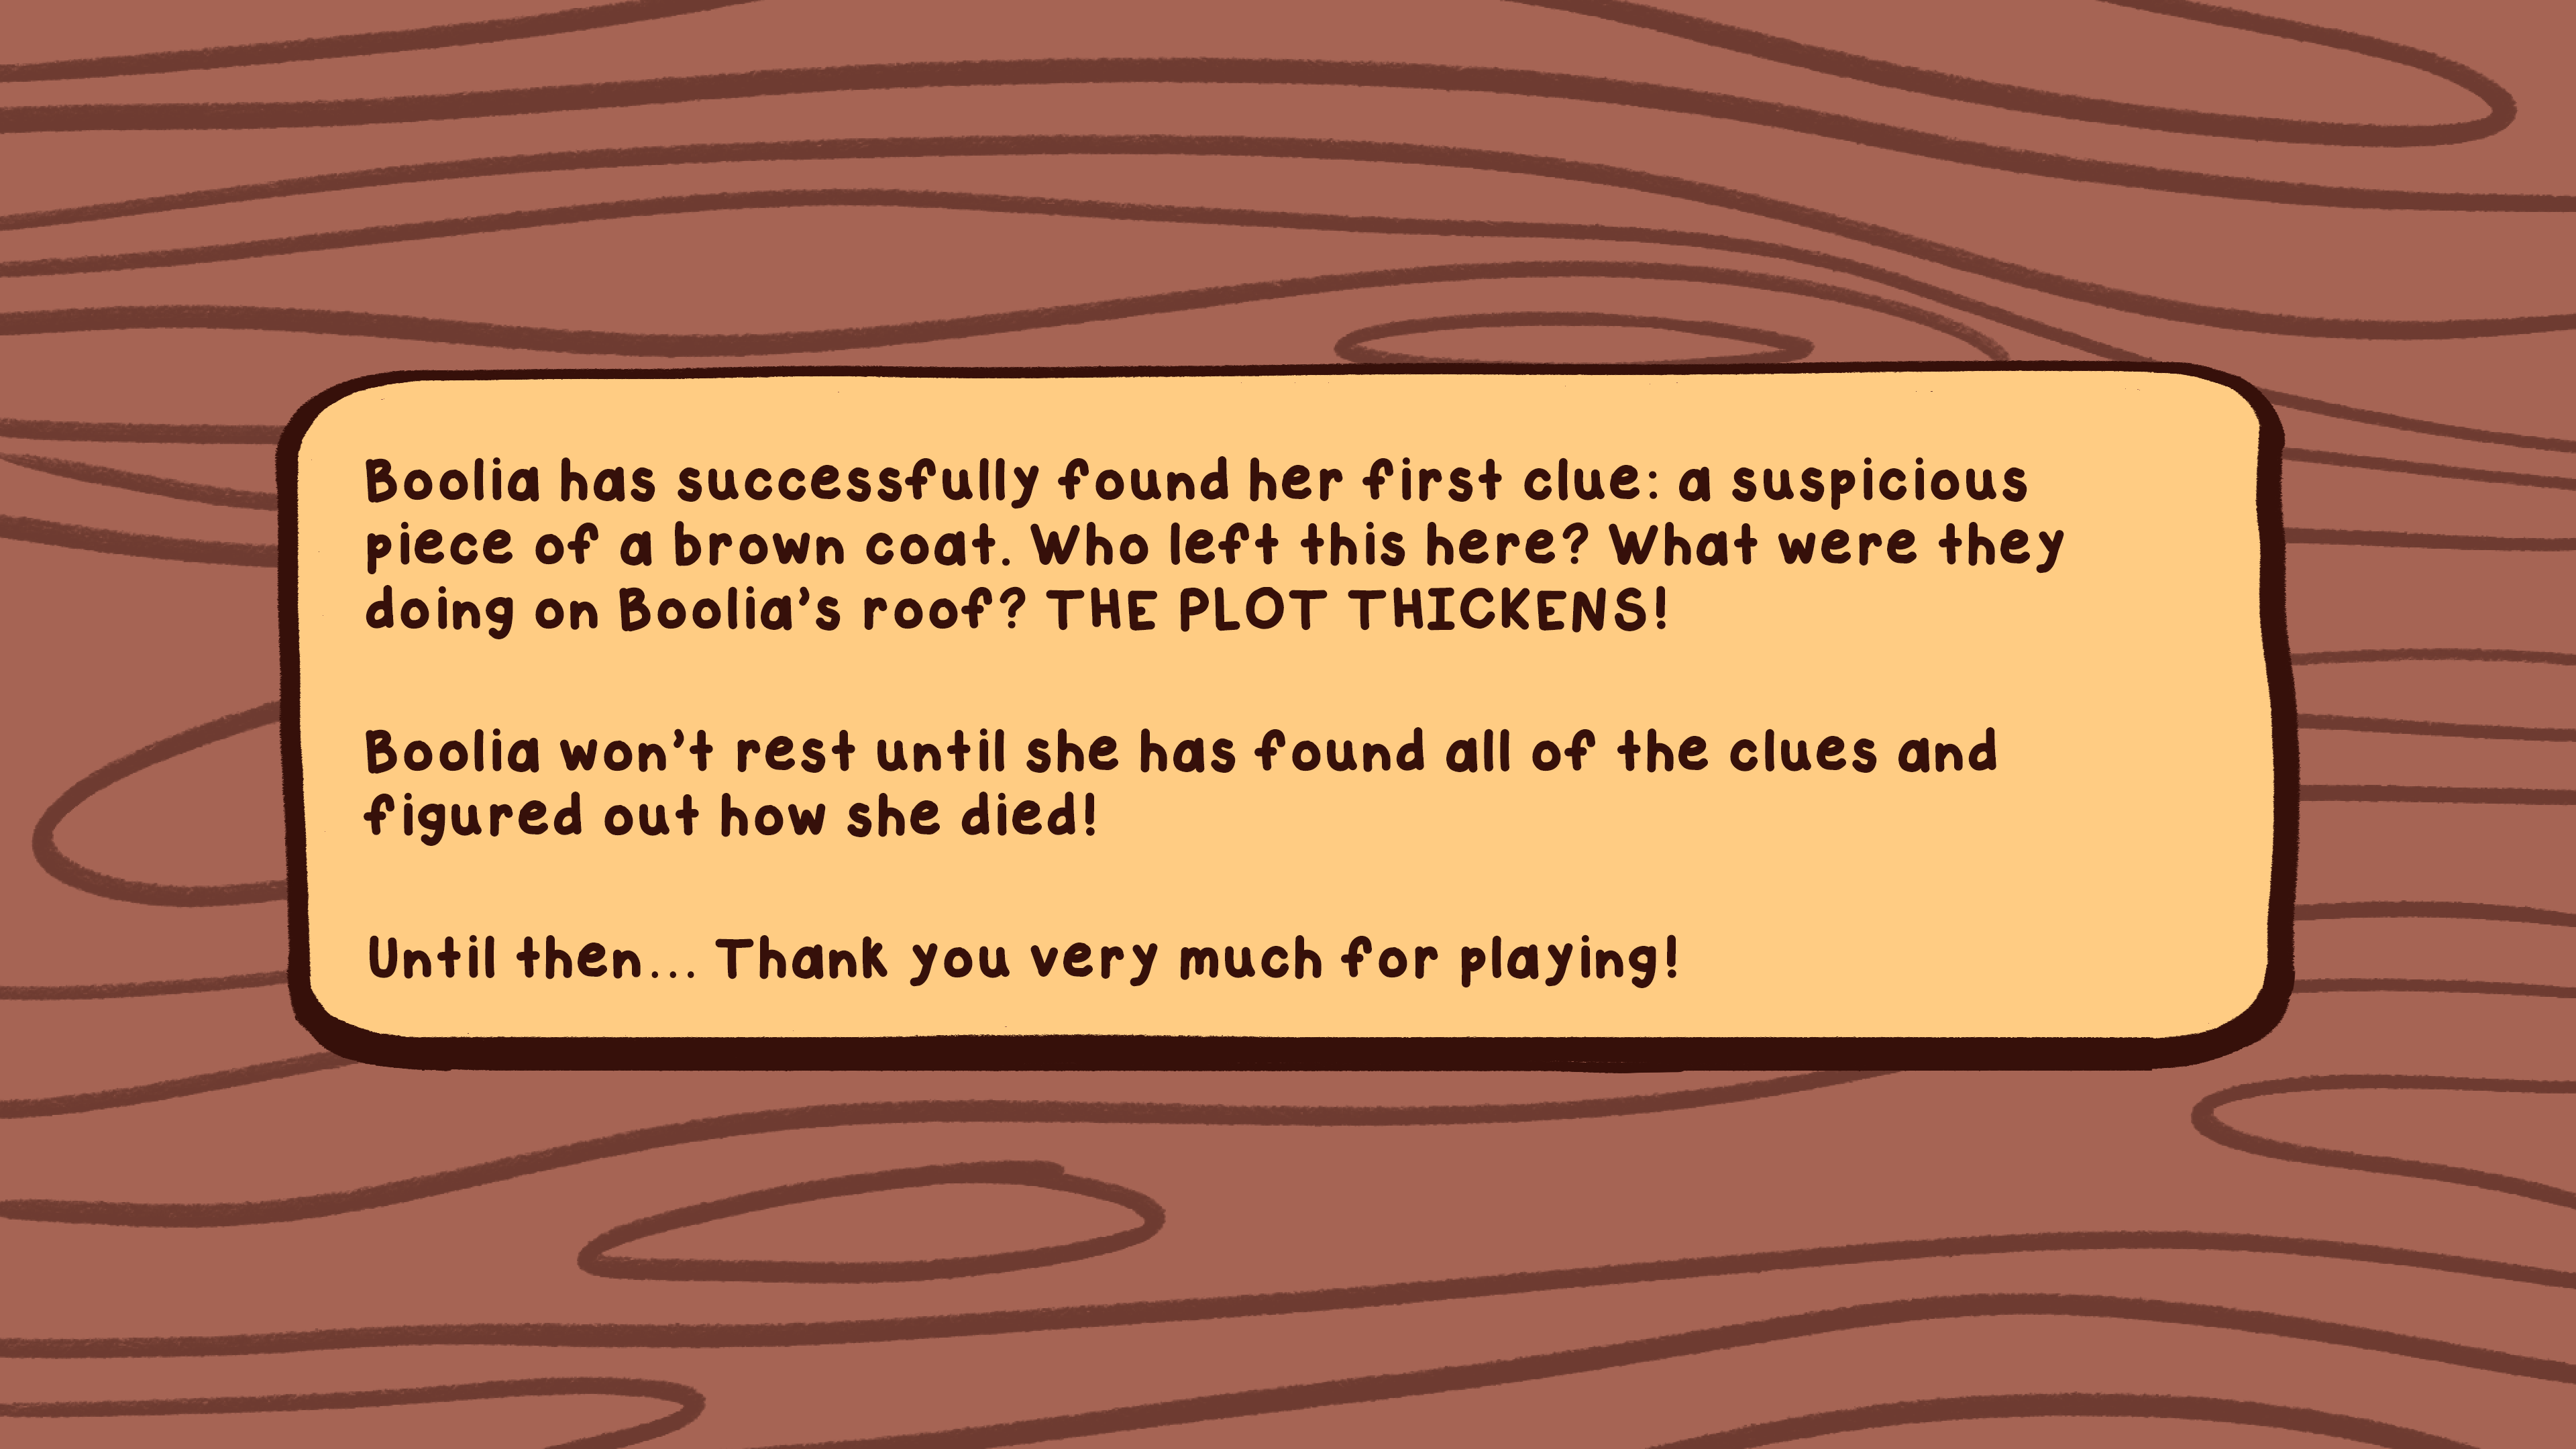 Boolia has successfully found her first clue: a suspicious
piece of a brown coat. Who left this here? What were they
doing on Boolia's roof? THE PLOT THICKENS!
Boolia won't rest until she has found all of the clues and
figured out how she died!
Until then... Thank you very much for playing!